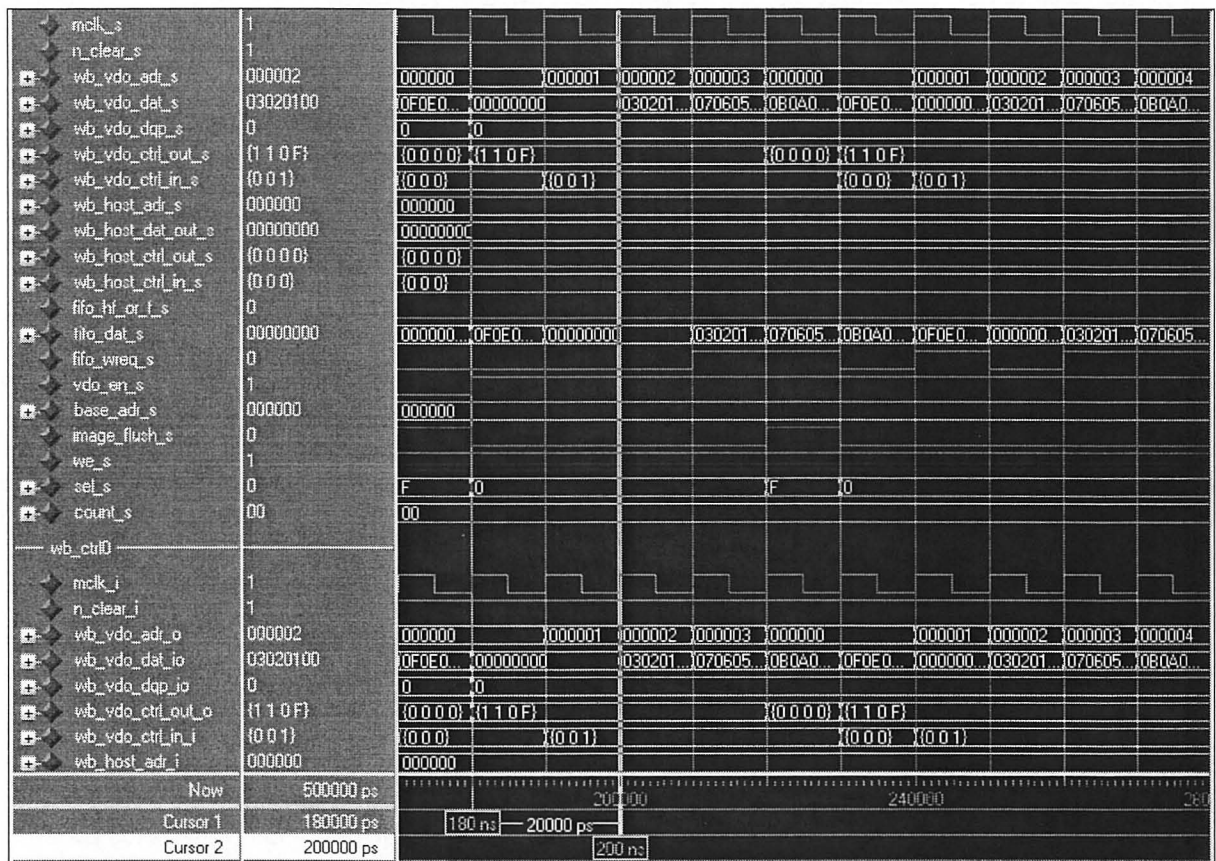 mclk_s 1
n_clear_s 1
wb_vdo_adr_s 000002 000000 000001 000002 000003 000000 000001 000002 000003 000004
wb_vdo_dat_s 03020100 0F0E0... 00000000 030201... 070605... 0B0A0... 0F0E0... 000000... 030201... 070605... 0B0A0...
wb_vdo_dqp_s 0 0 0
wb_vdo_ctrl_out_s {1 1 0 F} {0 0 0 0} {1 1 0 F} {0 0 0 0} {1 1 0 F}
wb_vdo_ctrl_in_s {0 0 1} {0 0 0} {0 0 1} {0 0 0} {0 0 1}
wb_host_adr_s 000000 000000
wb_host_dat_out_s 00000000 00000000
wb_host_ctrl_out_s {0 0 0 0} {0 0 0 0}
wb_host_ctrl_in_s {0 0 0} {0 0 0}
fifo_hf_or_f_s 0
fifo_dat_s 00000000 000000... 0F0E0... 00000000 030201... 070605... 0B0A0... 0F0E0... 000000... 030201... 070605...
fifo_wreq_s 0
vdo_en_s 1
base_adr_s 000000 000000
image_flush_s 0
we_s 1
sel_s 0 F 0 F 0
count_s 00 00
wb_ctrl0
mclk_i 1
n_clear_i 1
wb_vdo_adr_o 000002 000000 000001 000002 000003 000000 000001 000002 000003 000004
wb_vdo_dat_io 03020100 0F0E0... 00000000 030201... 070605... 0B0A0... 0F0E0... 000000... 030201... 070605... 0B0A0...
wb_vdo_dqp_io 0 0 0
wb_vdo_ctrl_out_o {1 1 0 F} {0 0 0 0} {1 1 0 F} {0 0 0 0} {1 1 0 F}
wb_vdo_ctrl_in_i {0 0 1} {0 0 0} {0 0 1} {0 0 0} {0 0 1}
wb_host_adr_i 000000 000000
Now 500000 ps 200000 240000 280
Cursor 1 180000 ps 180 ns 20000 ps
Cursor 2 200000 ps 200 ns